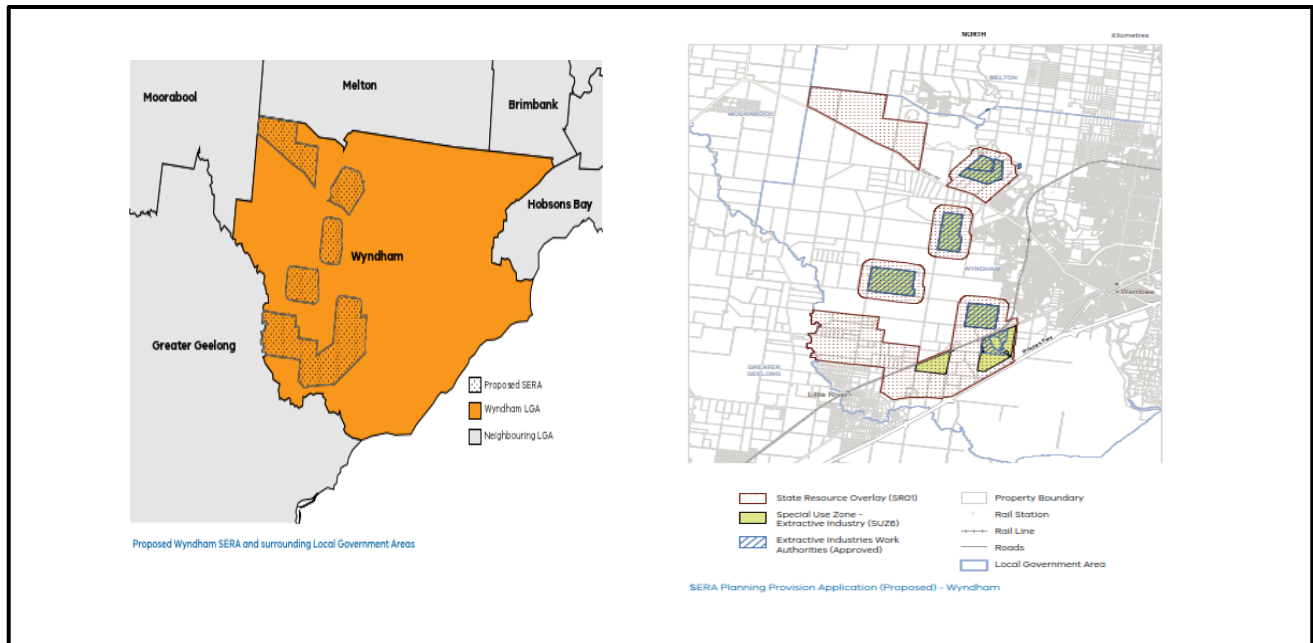 Moorabool
Melton
Brimbank
Hobsons Bay
Wyndham
Greater Geelong
Proposed SERA
Wyndham LGA
Neighbouring LGA
Proposed Wyndham SERA and surrounding Local Government Areas
NORTH
Kilometres
MELTON
MOORABOOL
WYNDHAM
Werribee
Princes Fwy
GREATER
GEELONG
Little River
State Resource Overlay (SRO1)
Special Use Zone -
Extractive Industry (SUZ6)
Extractive Industries Work
Authorities (Approved)
Property Boundary
Rail Station
Rail Line
Roads
Local Government Area
SERA Planning Provision Application (Proposed) - Wyndham